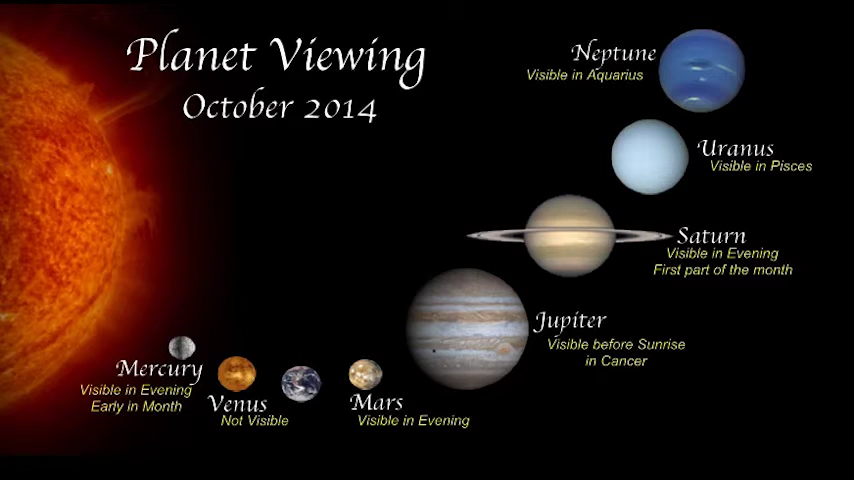 Planet Viewing
October 2014
Neptune
Visible in Aquarius
Uranus
Visible in Pisces
Saturn
Visible in Evening
First part of the month
Jupiter
Visible before Sunrise
in Cancer
Mercury
Visible in Evening
Early in Month
Venus
Not Visible
Mars
Visible in Evening